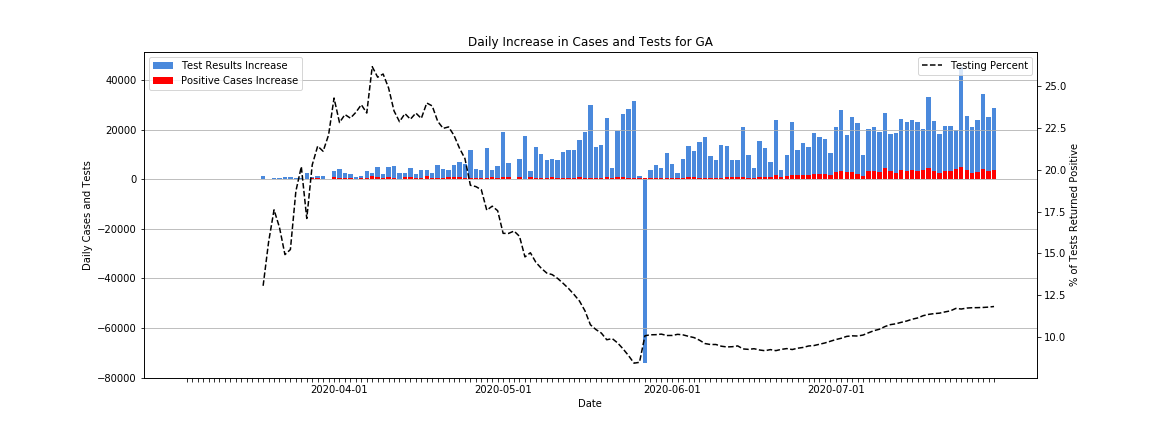 Daily Increase in Cases and Tests for GA
Test Results Increase
Positive Cases Increase
Testing Percent
40000
20000
0
−20000
−40000
−60000
−80000
Daily Cases and Tests
25.0
22.5
20.0
17.5
15.0
12.5
10.0
% of Tests Returned Positive
2020-04-01
2020-05-01
2020-06-01
2020-07-01
Date